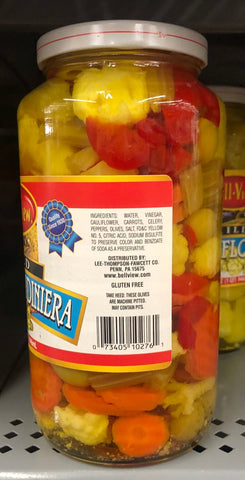 INGREDIENTS: WATER, VINEGAR,
CAULIFLOWER, CARROTS, CELERY,
PEPPERS, OLIVES, SALT, FD&C YELLOW
NO. 5, CITRIC ACID, SODIUM BISULFITE
TO PRESERVE COLOR AND BENZOATE
OF SODA AS A PRESERVATIVE.
DISTRIBUTED BY:
LEE-THOMPSON-FAWCETT CO.
PENN, PA 15675
www.bellview.com
GLUTEN FREE
TAKE HEED: THESE OLIVES
ARE MACHINE PITTED.
MAY CONTAIN PITS.
DINIERA
0 73405 10276 1